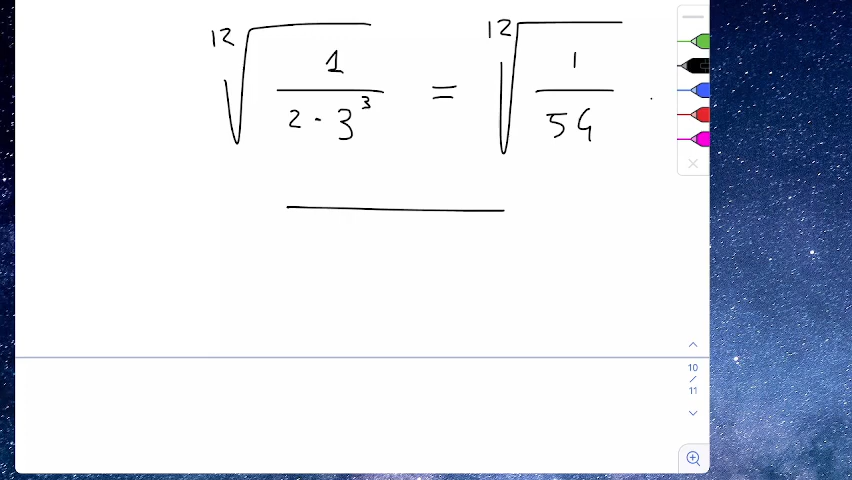 ¹²√(1 / (2 · 3³)) = ¹²√(1 / 54) .
10
/
11